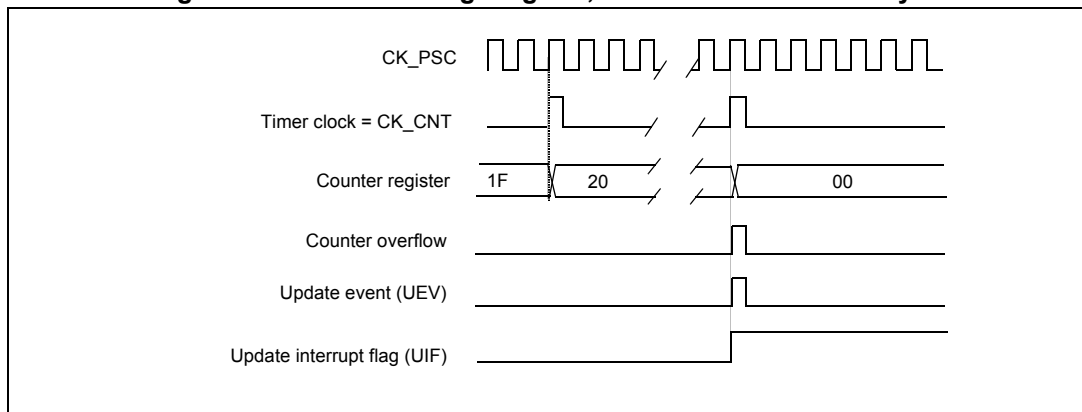 CK_PSC
Timer clock = CK_CNT
Counter register 1F 20 00
Counter overflow
Update event (UEV)
Update interrupt flag (UIF)